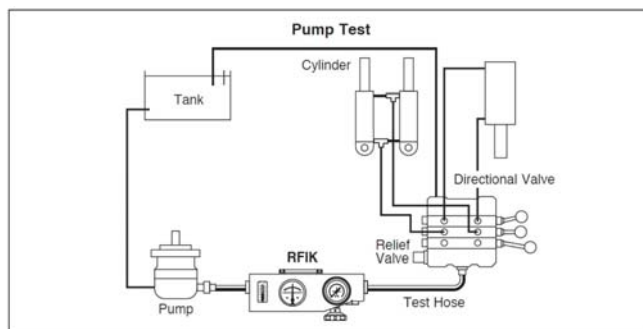 Pump Test
Cylinder
Tank
Directional Valve
RFIK
Relief
Valve
Test Hose
Pump